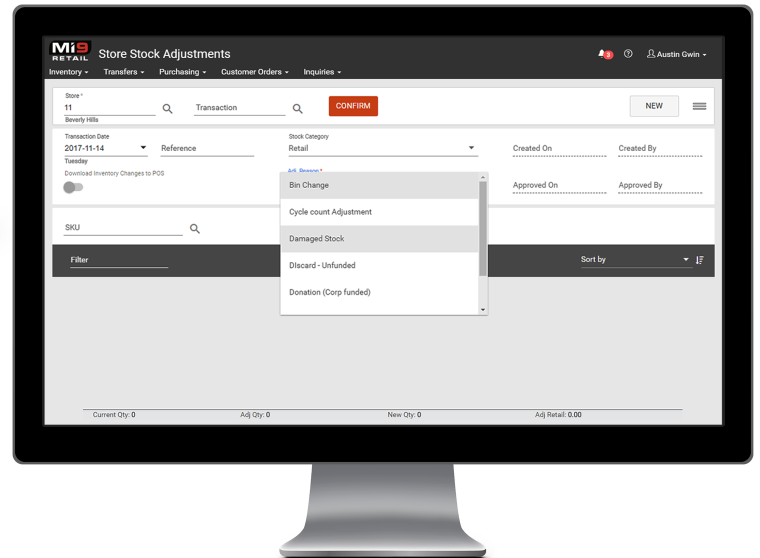 Mi9
RETAIL
Store Stock Adjustments
3
Austin Gwin
Inventory
Transfers
Purchasing
Customer Orders
Inquiries
Store *
11
Beverly Hills
Transaction
CONFIRM
NEW
Transaction Date
2017-11-14
Tuesday
Reference
Stock Category
Retail
Created On
Created By
Download Inventory Changes to POS
Adj. Reason *
Approved On
Approved By
Bin Change
Cycle count Adjustment
Damaged Stock
DIscard - Unfunded
Donation (Corp funded)
SKU
Filter
Sort by
Current Qty: 0
Adj Qty: 0
New Qty: 0
Adj Retail: 0.00